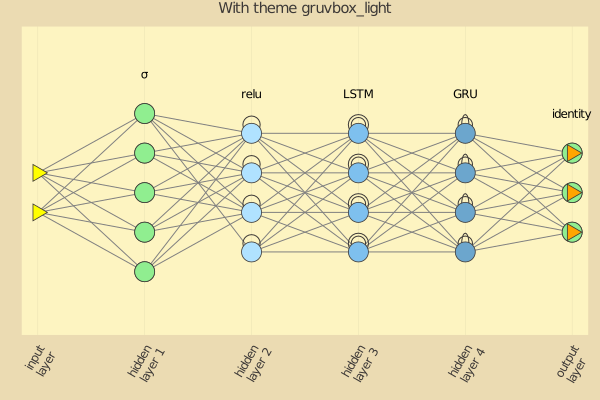 With theme gruvbox_light
σ
relu
LSTM
GRU
identity
input
layer
hidden
layer 1
hidden
layer 2
hidden
layer 3
hidden
layer 4
output
layer